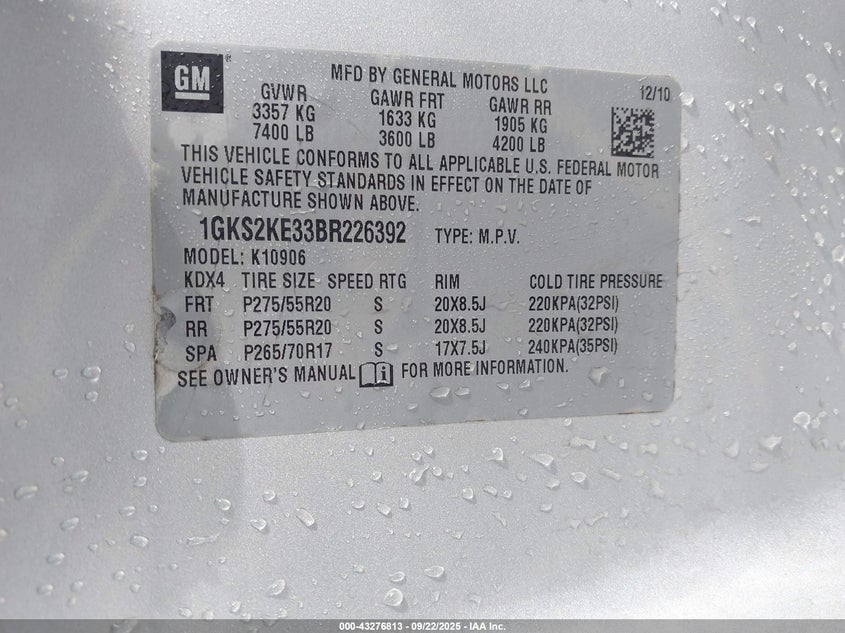 GM
MFD BY GENERAL MOTORS LLC
12/10
GVWR GAWR FRT GAWR RR
3357 KG 1633 KG 1905 KG
7400 LB 3600 LB 4200 LB
THIS VEHICLE CONFORMS TO ALL APPLICABLE U.S. FEDERAL MOTOR
VEHICLE SAFETY STANDARDS IN EFFECT ON THE DATE OF
MANUFACTURE SHOWN ABOVE.
1GKS2KE33BR226392 TYPE: M.P.V.
MODEL: K10906
KDX4 TIRE SIZE SPEED RTG RIM COLD TIRE PRESSURE
FRT P275/55R20 S 20X8.5J 220KPA(32PSI)
RR P275/55R20 S 20X8.5J 220KPA(32PSI)
SPA P265/70R17 S 17X7.5J 240KPA(35PSI)
SEE OWNER'S MANUAL i FOR MORE INFORMATION.
000-43276813 - 09/22/2025 - IAA Inc.